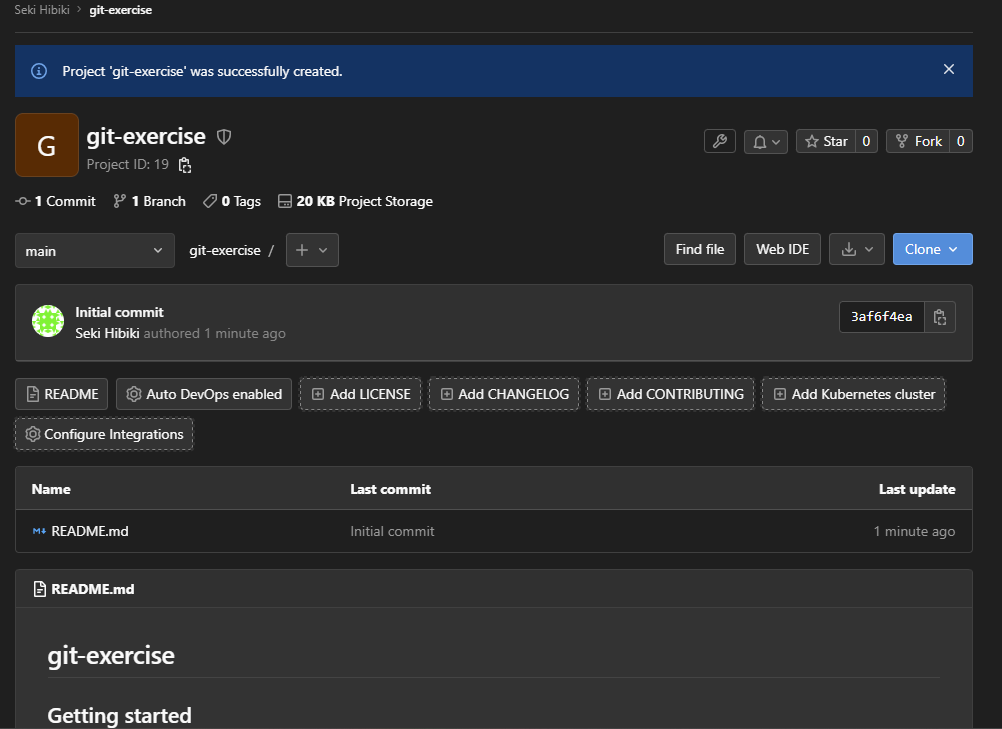 Seki Hibiki > git-exercise
Project 'git-exercise' was successfully created.
G
git-exercise
Project ID: 19
Star 0
Fork 0
1 Commit 1 Branch 0 Tags 20 KB Project Storage
main
git-exercise /
Find file
Web IDE
Clone
Initial commit
Seki Hibiki authored 1 minute ago
3af6f4ea
README
Auto DevOps enabled
Add LICENSE
Add CHANGELOG
Add CONTRIBUTING
Add Kubernetes cluster
Configure Integrations
Name Last commit Last update
README.md Initial commit 1 minute ago
README.md
git-exercise
Getting started